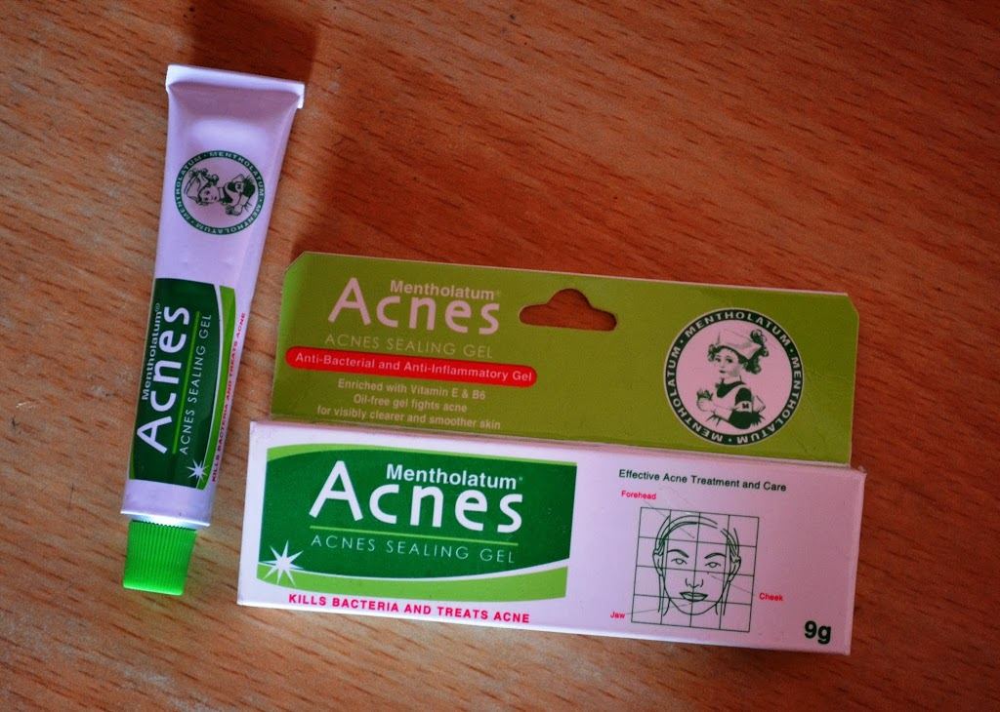 MENTHOLATUM · MENTHOLATUM · MENTHOLATUM ·
Mentholatum®
Acnes
ACNES SEALING GEL
KILLS BACTERIA AND TREATS ACNE
Mentholatum®
Acnes
ACNES SEALING GEL
Anti-Bacterial and Anti-Inflammatory Gel
Enriched with Vitamin E & B6
Oil-free gel fights acne
for visibly clearer and smoother skin
MENTHOLATUM · MENTHOLATUM · MENTHOLATUM ·
M
Mentholatum®
Acnes
ACNES SEALING GEL
KILLS BACTERIA AND TREATS ACNE
Effective Acne Treatment and Care
Forehead
Cheek
Jaw
9g